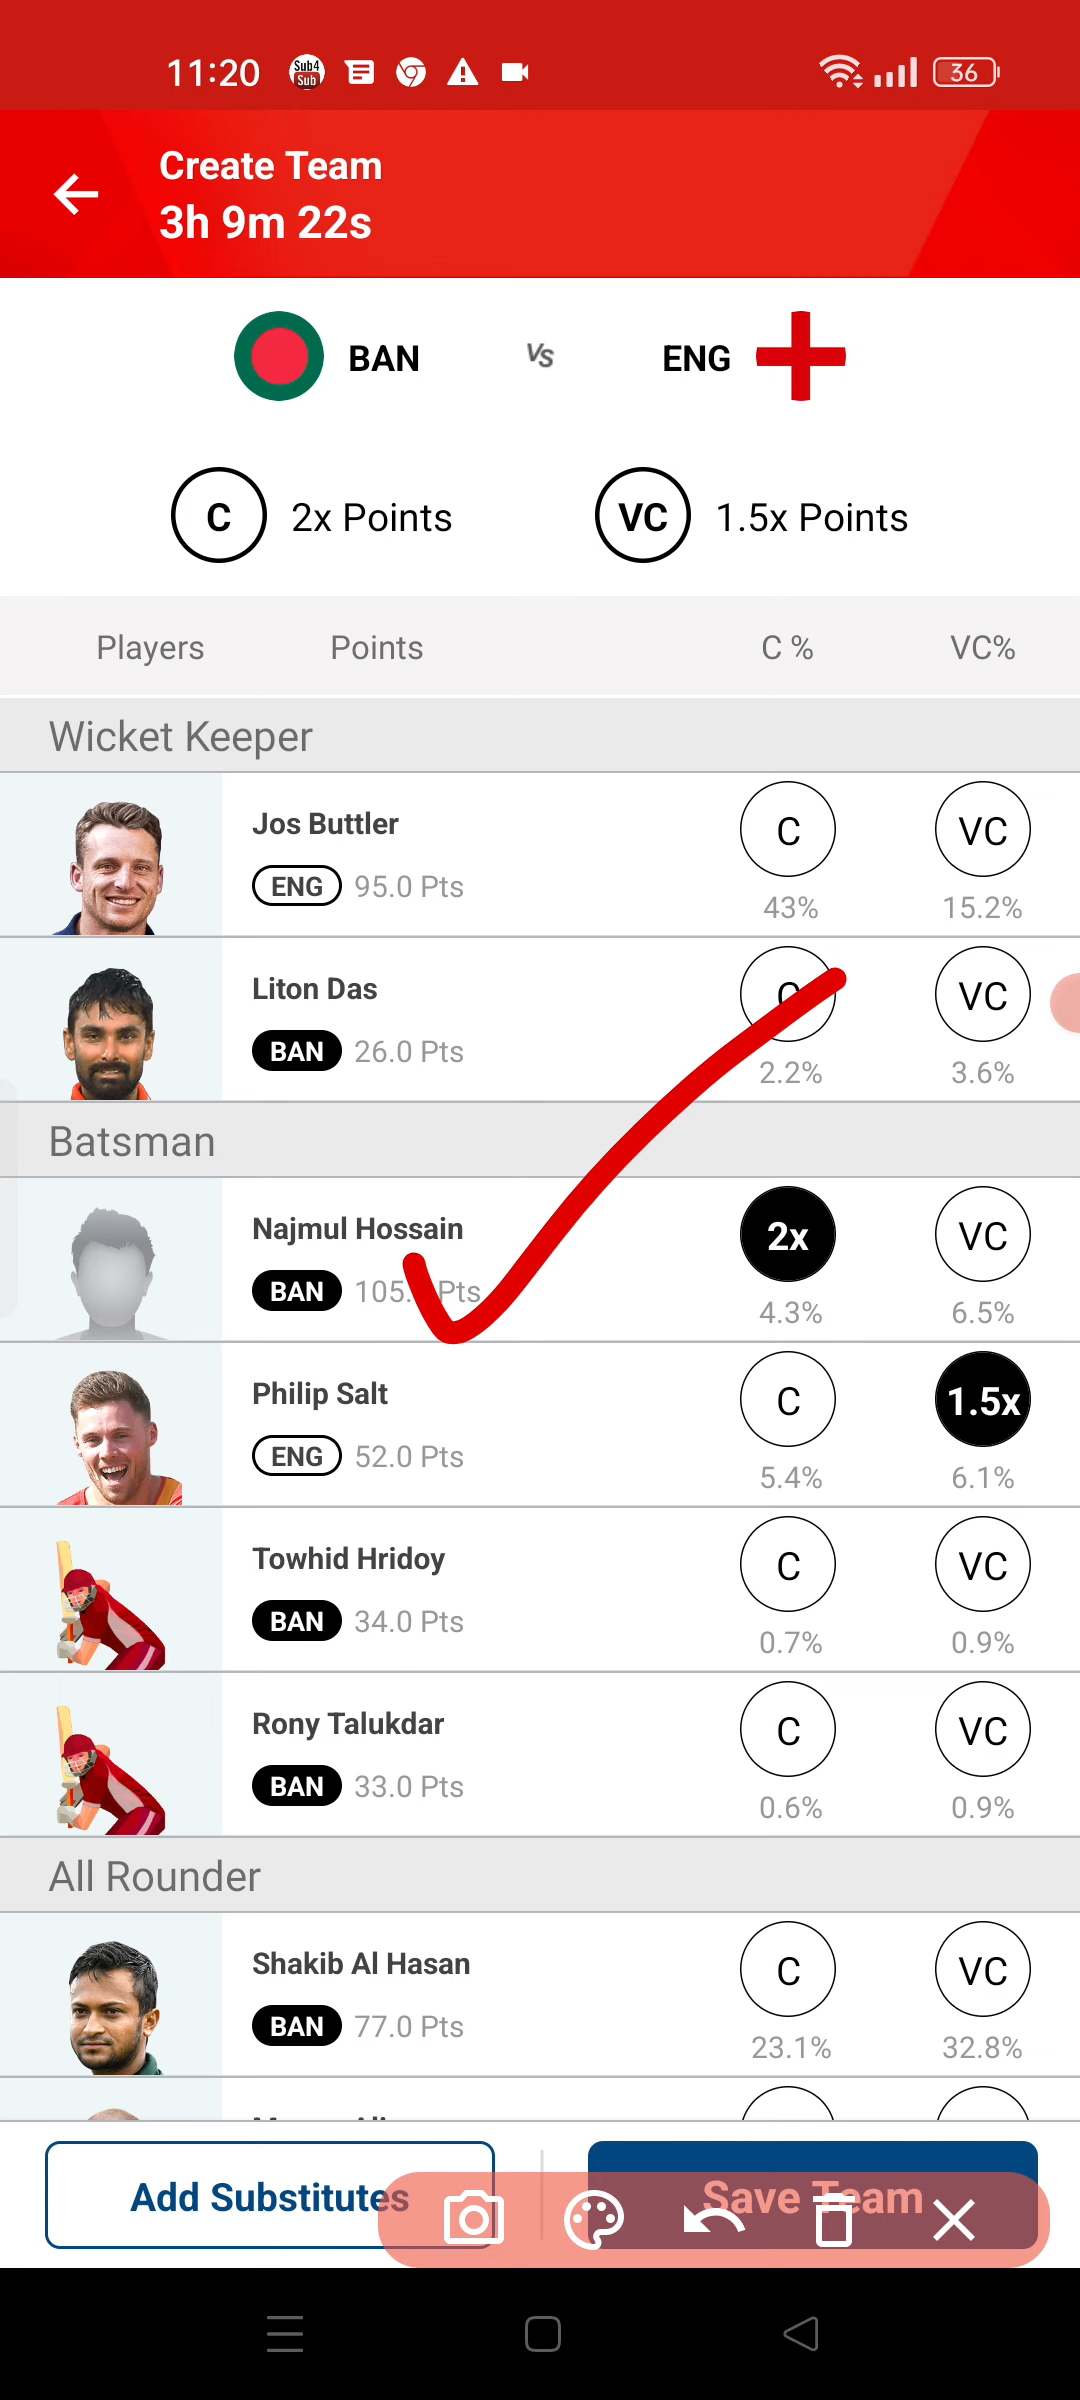 11:20
Sub4
Sub
36
Create Team
3h 9m 22s
BAN Vs ENG
C 2x Points VC 1.5x Points
Players Points C % VC%
Wicket Keeper
Jos Buttler C VC
ENG 95.0 Pts 43% 15.2%
Liton Das C VC
BAN 26.0 Pts 2.2% 3.6%
Batsman
Najmul Hossain 2x VC
BAN 105. Pts 4.3% 6.5%
Philip Salt C 1.5x
ENG 52.0 Pts 5.4% 6.1%
Towhid Hridoy C VC
BAN 34.0 Pts 0.7% 0.9%
Rony Talukdar C VC
BAN 33.0 Pts 0.6% 0.9%
All Rounder
Shakib Al Hasan C VC
BAN 77.0 Pts 23.1% 32.8%
Add Substitutes Save Team